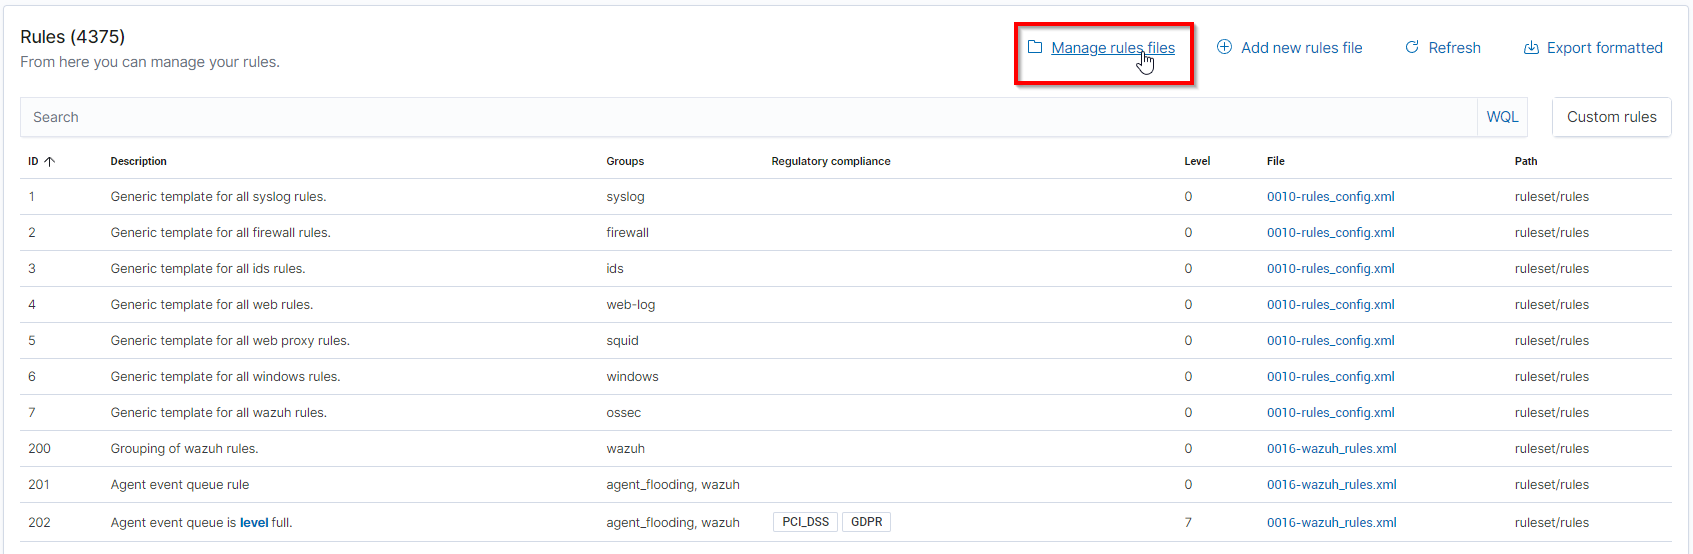 Rules (4375)
From here you can manage your rules.
Manage rules files
Add new rules file
Refresh
Export formatted
Search
WQL
Custom rules
ID Description Groups Regulatory compliance Level File Path
1 Generic template for all syslog rules. syslog 0 0010-rules_config.xml ruleset/rules
2 Generic template for all firewall rules. firewall 0 0010-rules_config.xml ruleset/rules
3 Generic template for all ids rules. ids 0 0010-rules_config.xml ruleset/rules
4 Generic template for all web rules. web-log 0 0010-rules_config.xml ruleset/rules
5 Generic template for all web proxy rules. squid 0 0010-rules_config.xml ruleset/rules
6 Generic template for all windows rules. windows 0 0010-rules_config.xml ruleset/rules
7 Generic template for all wazuh rules. ossec 0 0010-rules_config.xml ruleset/rules
200 Grouping of wazuh rules. wazuh 0 0016-wazuh_rules.xml ruleset/rules
201 Agent event queue rule agent_flooding, wazuh 0 0016-wazuh_rules.xml ruleset/rules
202 Agent event queue is level full. agent_flooding, wazuh PCI_DSS GDPR 7 0016-wazuh_rules.xml ruleset/rules